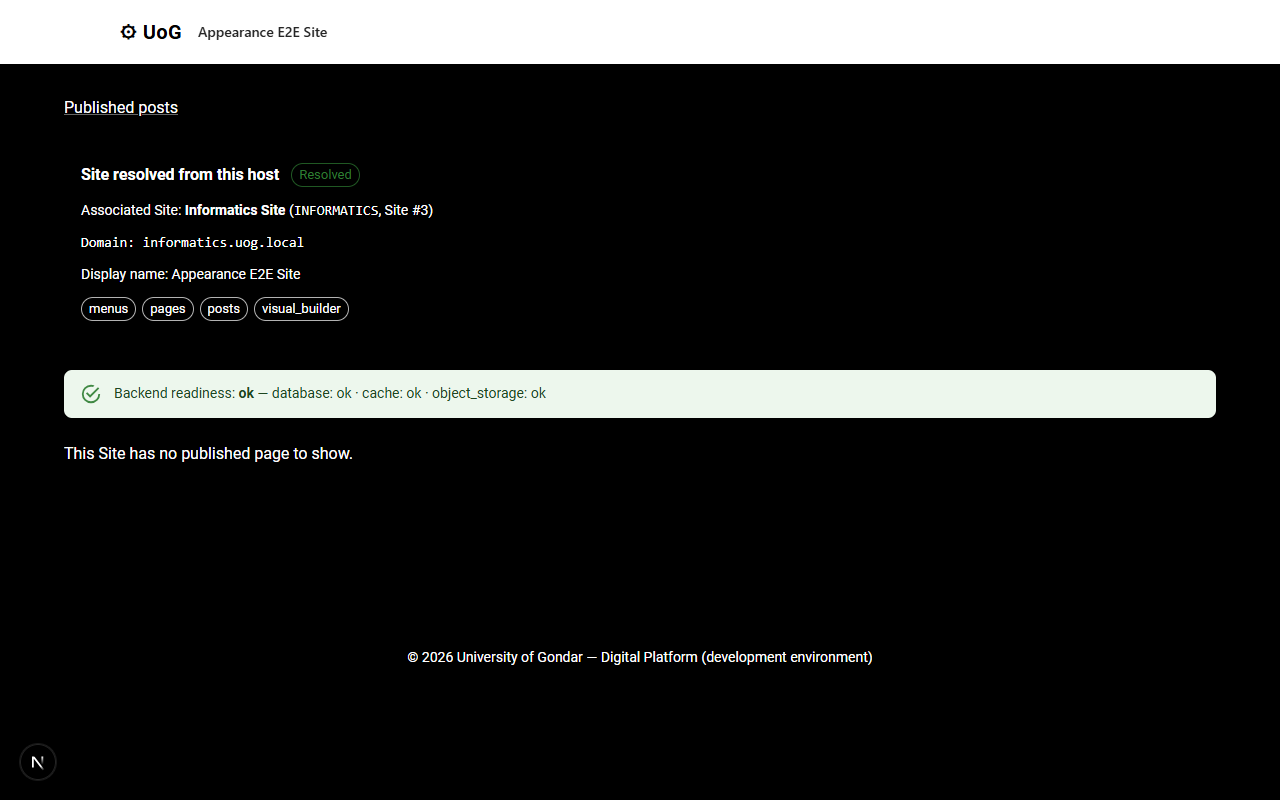 UoG Appearance E2E Site
Published posts
Site resolved from this host Resolved
Associated Site: Informatics Site (INFORMATICS, Site #3)
Domain: informatics.uog.local
Display name: Appearance E2E Site
menus pages posts visual_builder
Backend readiness: ok — database: ok · cache: ok · object_storage: ok
This Site has no published page to show.
© 2026 University of Gondar — Digital Platform (development environment)
N